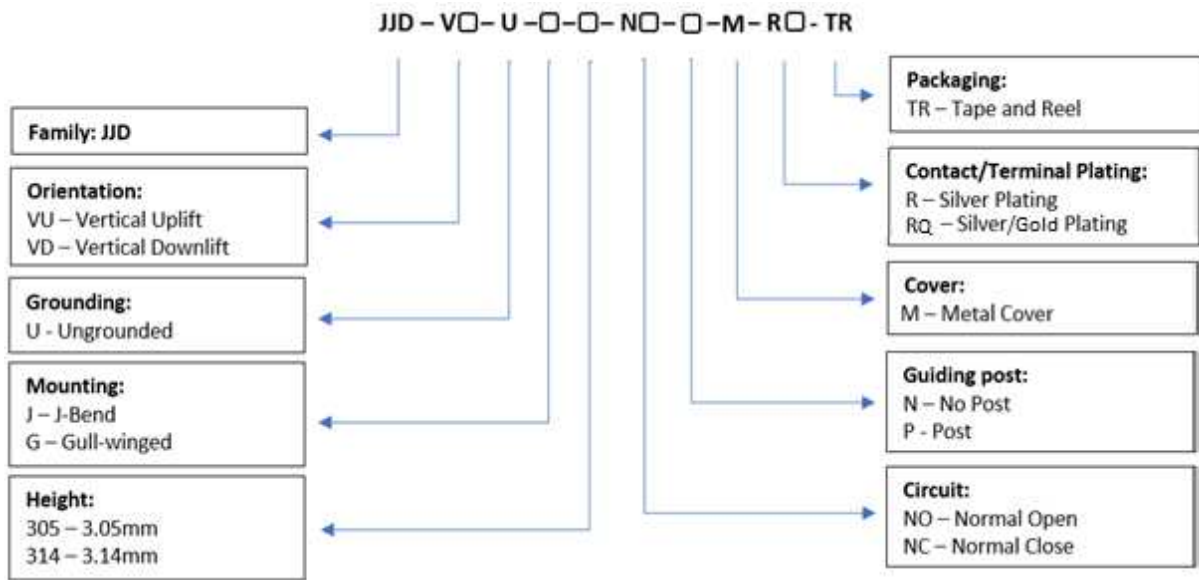 JJD – V☐ – U –☐–☐– N☐–☐–M– R☐ - TR
Family: JJD
Orientation:
VU – Vertical Uplift
VD – Vertical Downlift
Grounding:
U - Ungrounded
Mounting:
J – J-Bend
G – Gull-winged
Height:
305 – 3.05mm
314 – 3.14mm
Packaging:
TR – Tape and Reel
Contact/Terminal Plating:
R – Silver Plating
RQ – Silver/Gold Plating
Cover:
M – Metal Cover
Guiding post:
N – No Post
P - Post
Circuit:
NO – Normal Open
NC – Normal Close